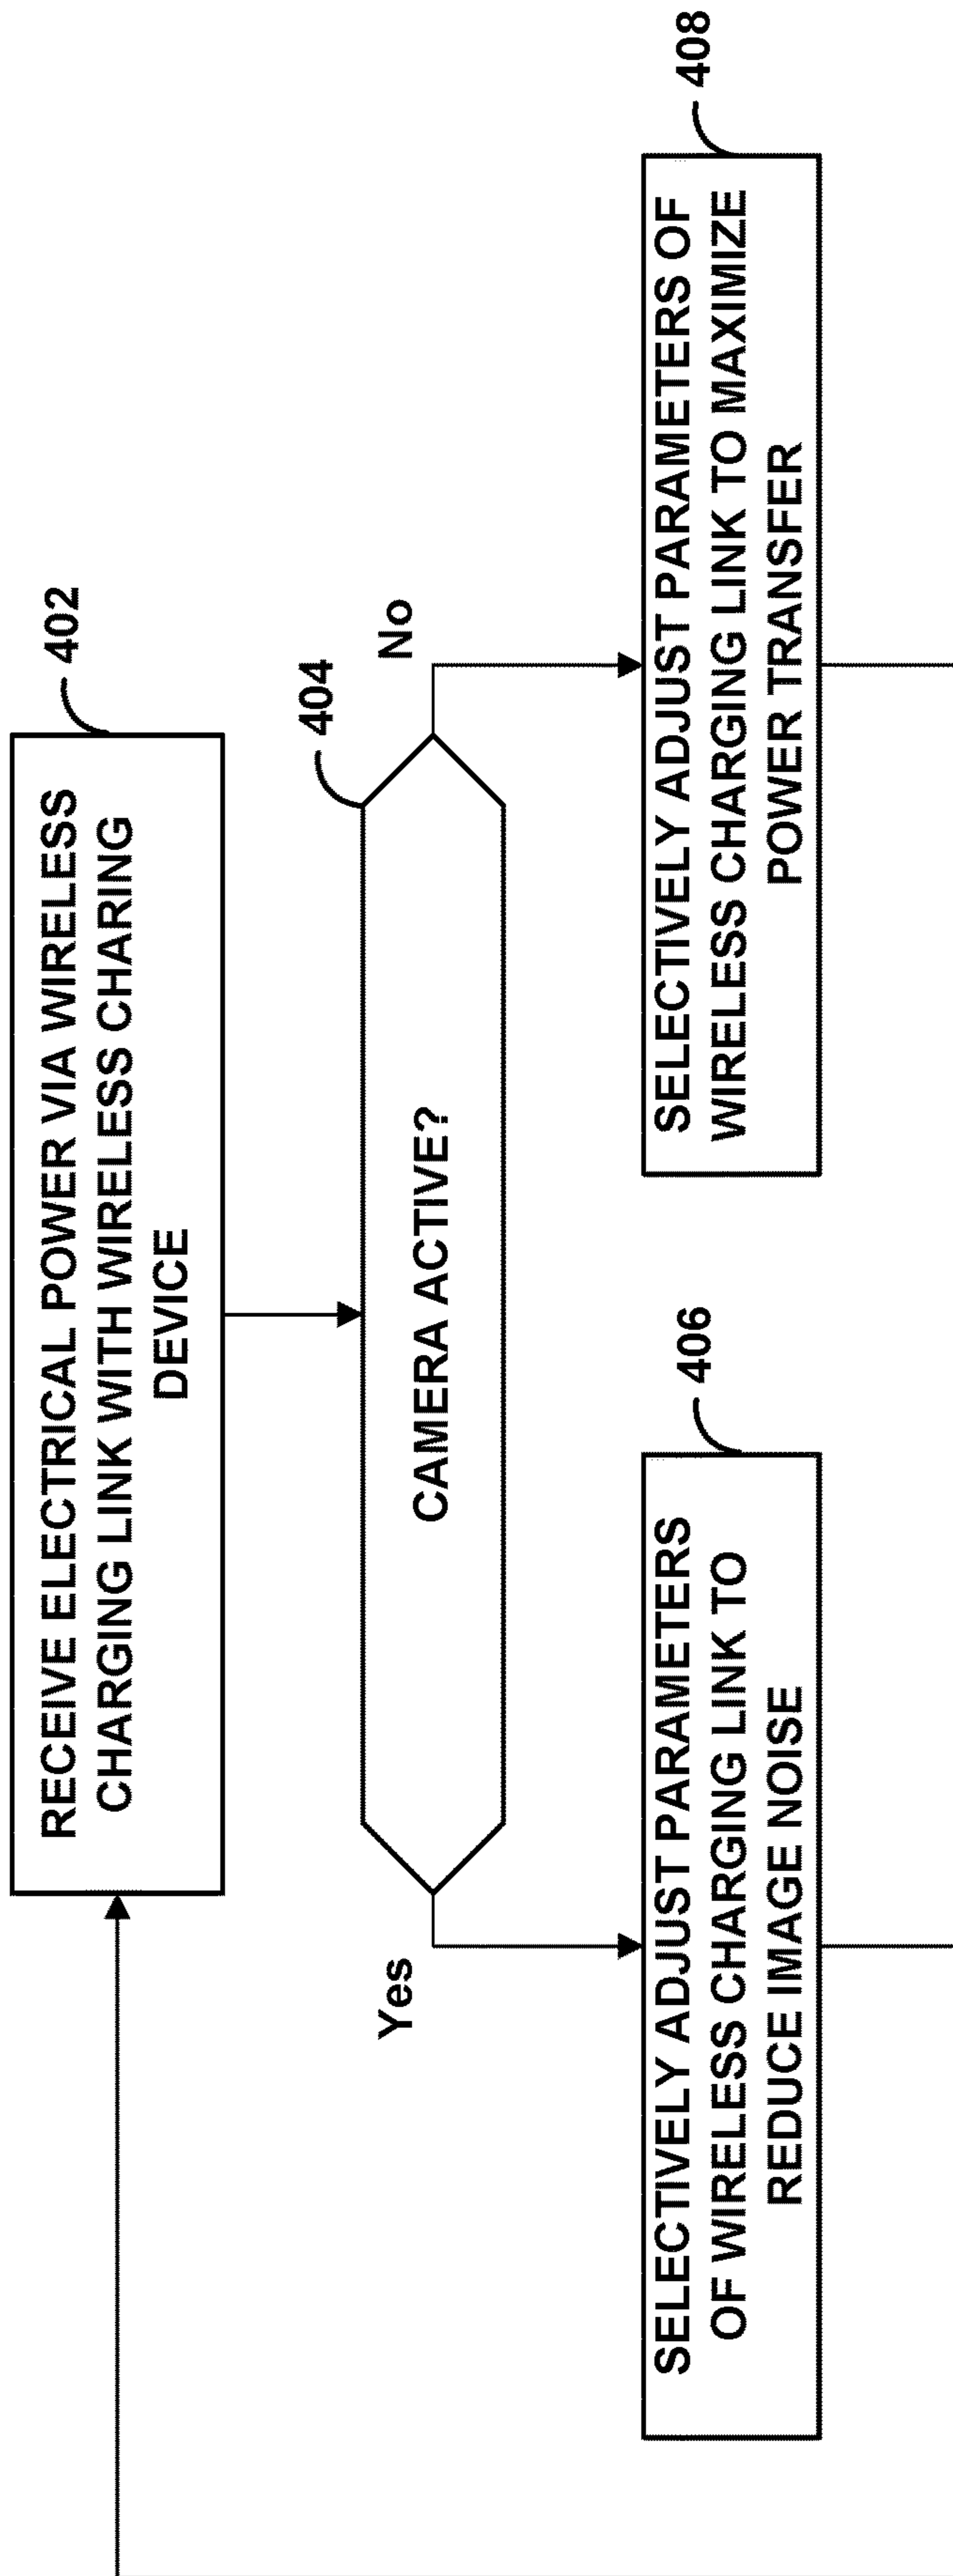 RECEIVE ELECTRICAL POWER VIA WIRELESS
CHARGING LINK WITH WIRELESS CHARING
DEVICE
402
CAMERA ACTIVE?
404
Yes
No
SELECTIVELY ADJUST PARAMETERS
OF WIRELESS CHARGING LINK TO
REDUCE IMAGE NOISE
406
SELECTIVELY ADJUST PARAMETERS OF
WIRELESS CHARGING LINK TO MAXIMIZE
POWER TRANSFER
408